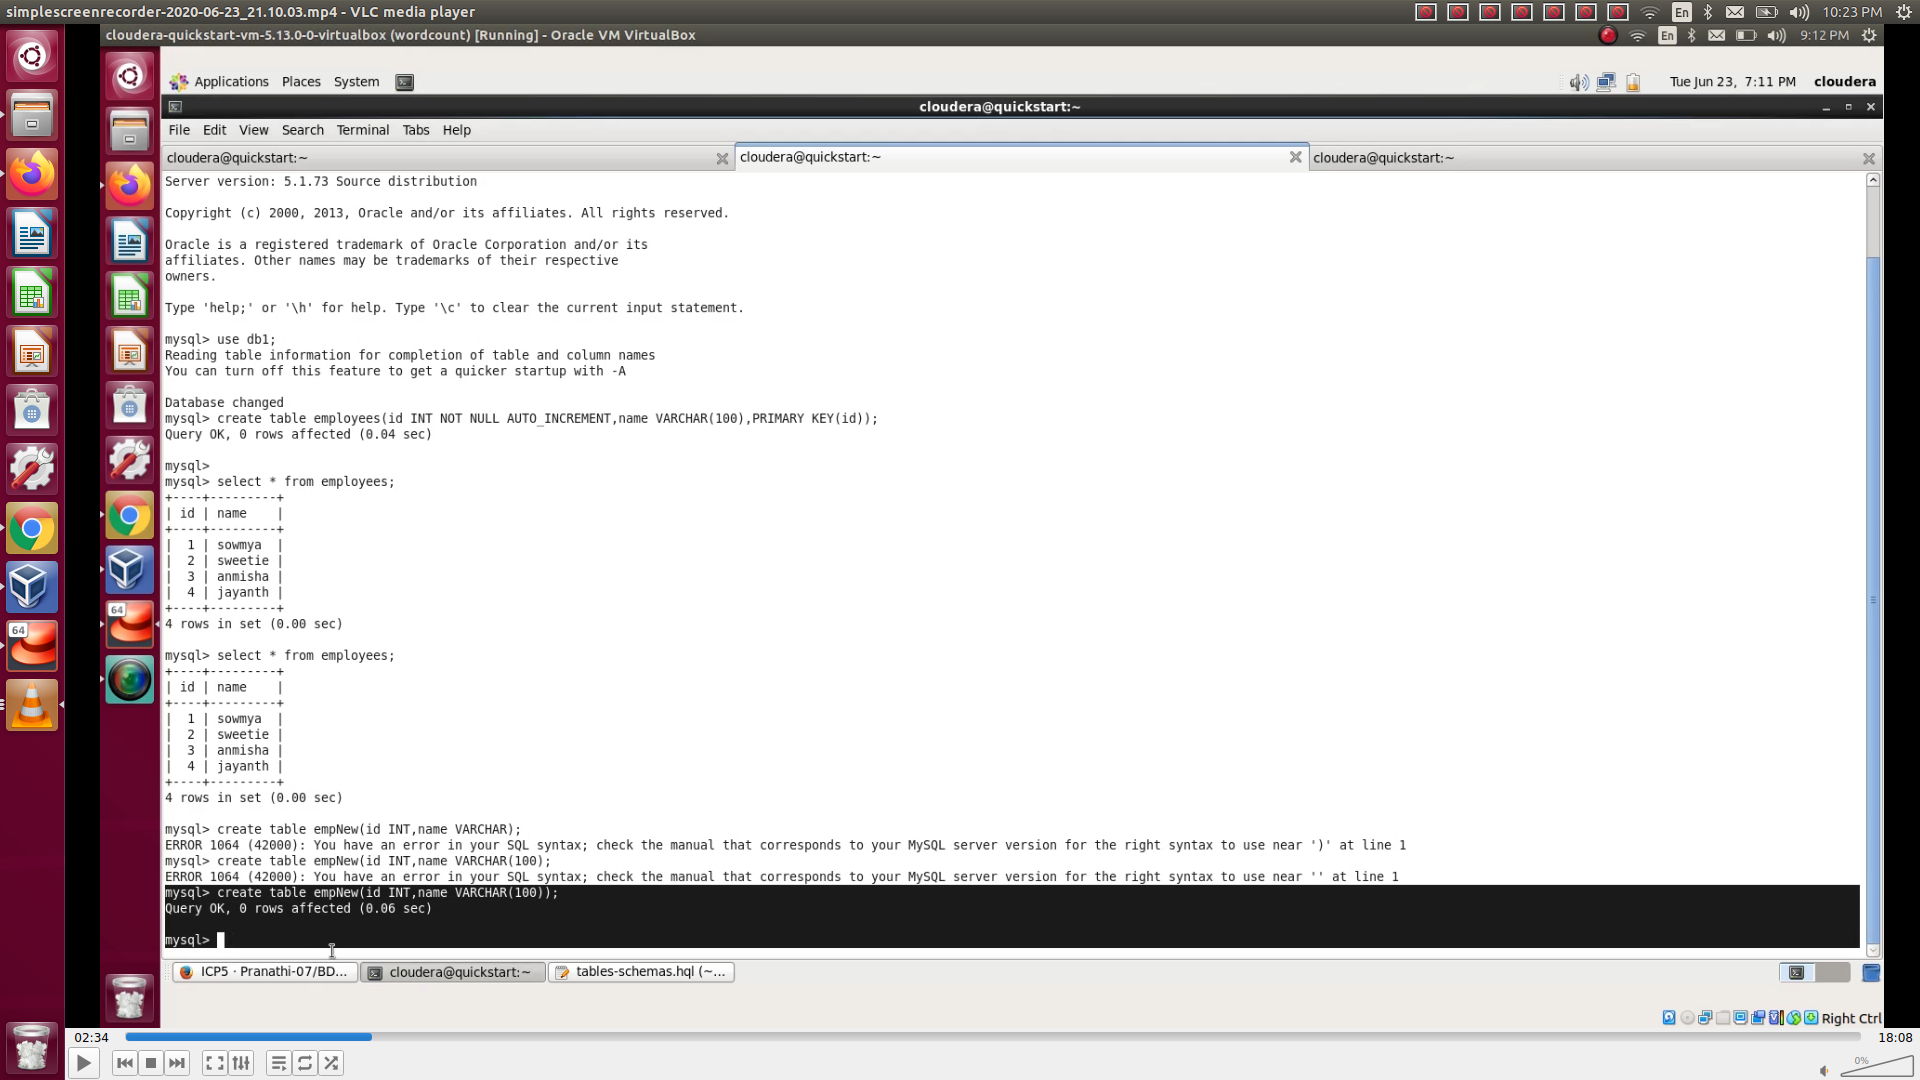 simplescreenrecorder-2020-06-23_21.10.03.mp4 - VLC media player
En
10:23 PM
cloudera-quickstart-vm-5.13.0-0-virtualbox (wordcount) [Running] - Oracle VM VirtualBox
En
9:12 PM
Applications Places System
Tue Jun 23, 7:11 PM cloudera
cloudera@quickstart:~
File Edit View Search Terminal Tabs Help
cloudera@quickstart:~
cloudera@quickstart:~
cloudera@quickstart:~
Server version: 5.1.73 Source distribution
Copyright (c) 2000, 2013, Oracle and/or its affiliates. All rights reserved.
Oracle is a registered trademark of Oracle Corporation and/or its
affiliates. Other names may be trademarks of their respective
owners.
Type 'help;' or '\h' for help. Type '\c' to clear the current input statement.
mysql> use db1;
Reading table information for completion of table and column names
You can turn off this feature to get a quicker startup with -A
Database changed
mysql> create table employees(id INT NOT NULL AUTO_INCREMENT,name VARCHAR(100),PRIMARY KEY(id));
Query OK, 0 rows affected (0.04 sec)
mysql>
mysql> select * from employees;
+----+---------+
| id | name    |
+----+---------+
|  1 | sowmya  |
|  2 | sweetie |
|  3 | anmisha |
|  4 | jayanth |
+----+---------+
4 rows in set (0.00 sec)
mysql> select * from employees;
+----+---------+
| id | name    |
+----+---------+
|  1 | sowmya  |
|  2 | sweetie |
|  3 | anmisha |
|  4 | jayanth |
+----+---------+
4 rows in set (0.00 sec)
mysql> create table empNew(id INT,name VARCHAR);
ERROR 1064 (42000): You have an error in your SQL syntax; check the manual that corresponds to your MySQL server version for the right syntax to use near ')' at line 1
mysql> create table empNew(id INT,name VARCHAR(100);
ERROR 1064 (42000): You have an error in your SQL syntax; check the manual that corresponds to your MySQL server version for the right syntax to use near '' at line 1
mysql> create table empNew(id INT,name VARCHAR(100));
Query OK, 0 rows affected (0.06 sec)
mysql>
ICP5 · Pranathi-07/BD...
cloudera@quickstart:~
tables-schemas.hql (~...
Right Ctrl
64
64
02:34
18:08
0%